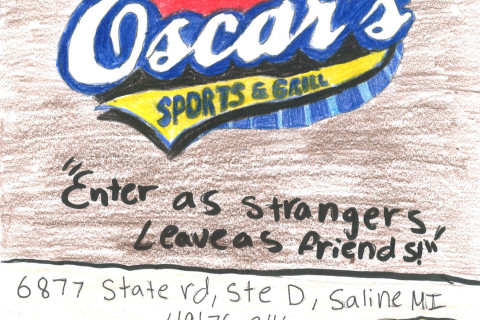 Oscar's
SPORTS & GRILL
"Enter as strangers
Leave as friends!"
6877 State rd, Ste D, Saline MI